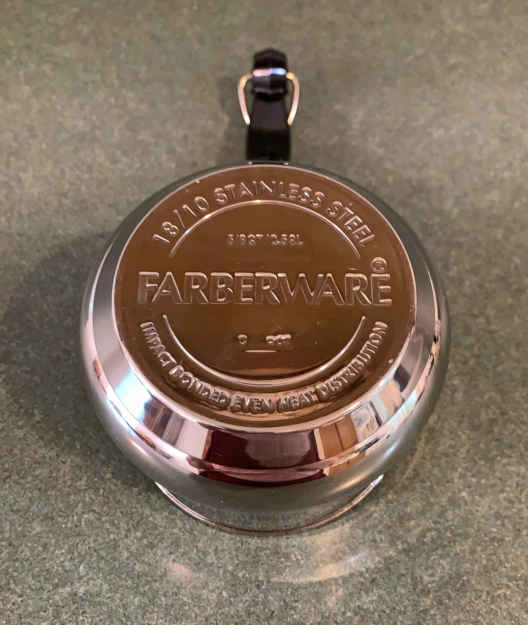 18/10 STAINLESS STEEL
FARBERWARE®
IMPACT BONDED EVEN HEAT DISTRIBUTION